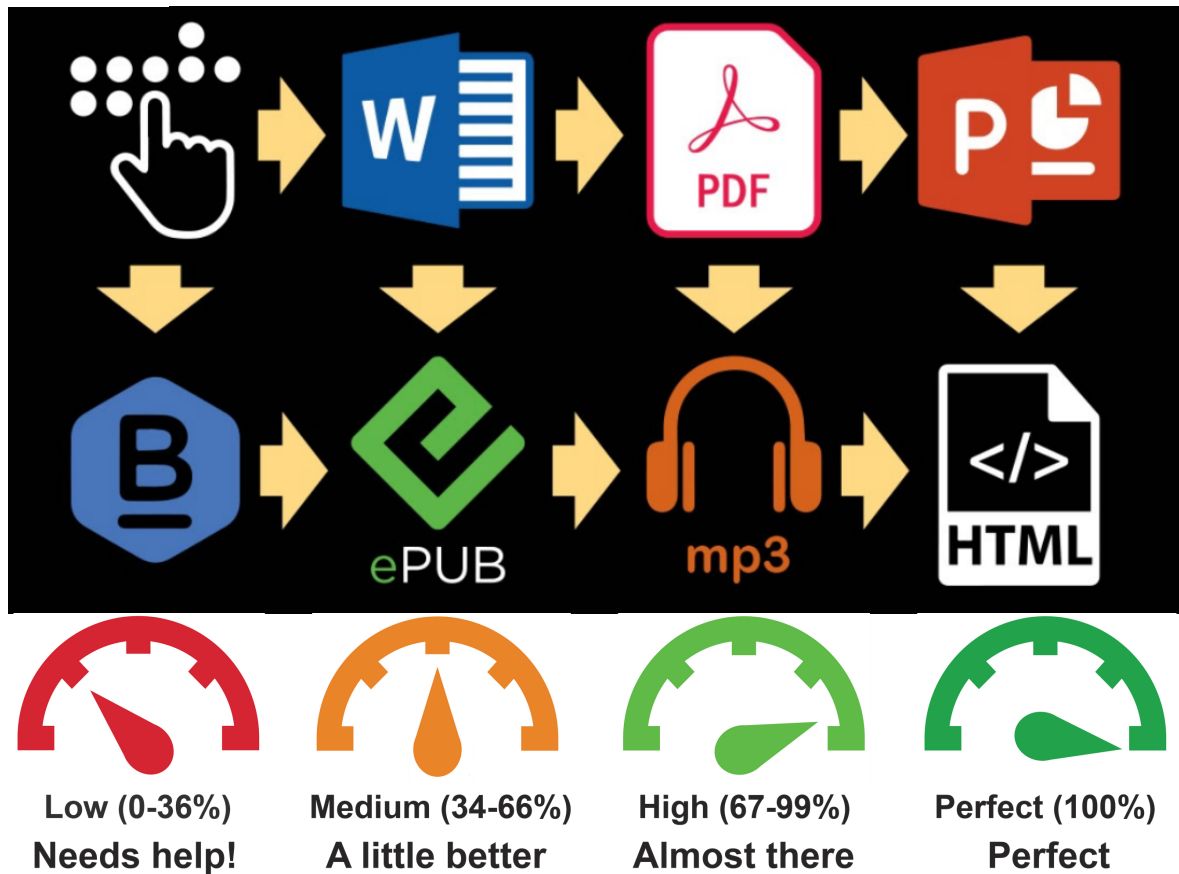 W
PDF
P
B
ePUB
mp3
</>
HTML
Low (0-36%)
Medium (34-66%)
High (67-99%)
Perfect (100%)
Needs help!
A little better
Almost there
Perfect